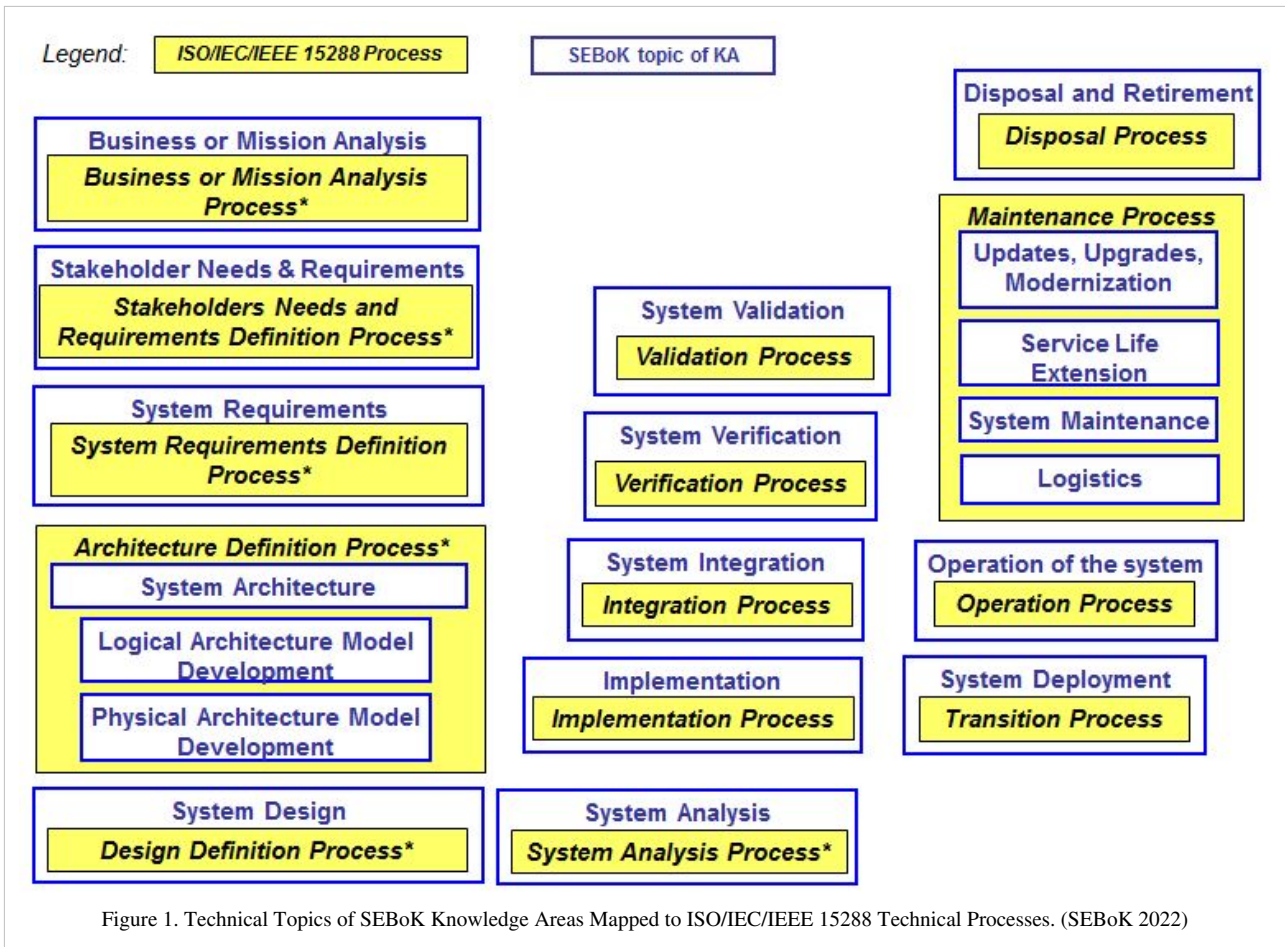 Legend:
ISO/IEC/IEEE 15288 Process
SEBoK topic of KA
Business or Mission Analysis
Business or Mission Analysis
Process*
Stakeholder Needs & Requirements
Stakeholders Needs and
Requirements Definition Process*
System Requirements
System Requirements Definition
Process*
Architecture Definition Process*
System Architecture
Logical Architecture Model
Development
Physical Architecture Model
Development
System Design
Design Definition Process*
System Validation
Validation Process
System Verification
Verification Process
System Integration
Integration Process
Implementation
Implementation Process
System Analysis
System Analysis Process*
Disposal and Retirement
Disposal Process
Maintenance Process
Updates, Upgrades,
Modernization
Service Life
Extension
System Maintenance
Logistics
Operation of the system
Operation Process
System Deployment
Transition Process
Figure 1. Technical Topics of SEBoK Knowledge Areas Mapped to ISO/IEC/IEEE 15288 Technical Processes. (SEBoK 2022)